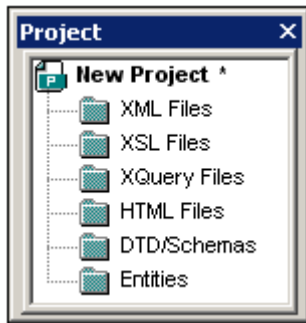 Project
New Project *
XML Files
XSL Files
XQuery Files
HTML Files
DTD/Schemas
Entities